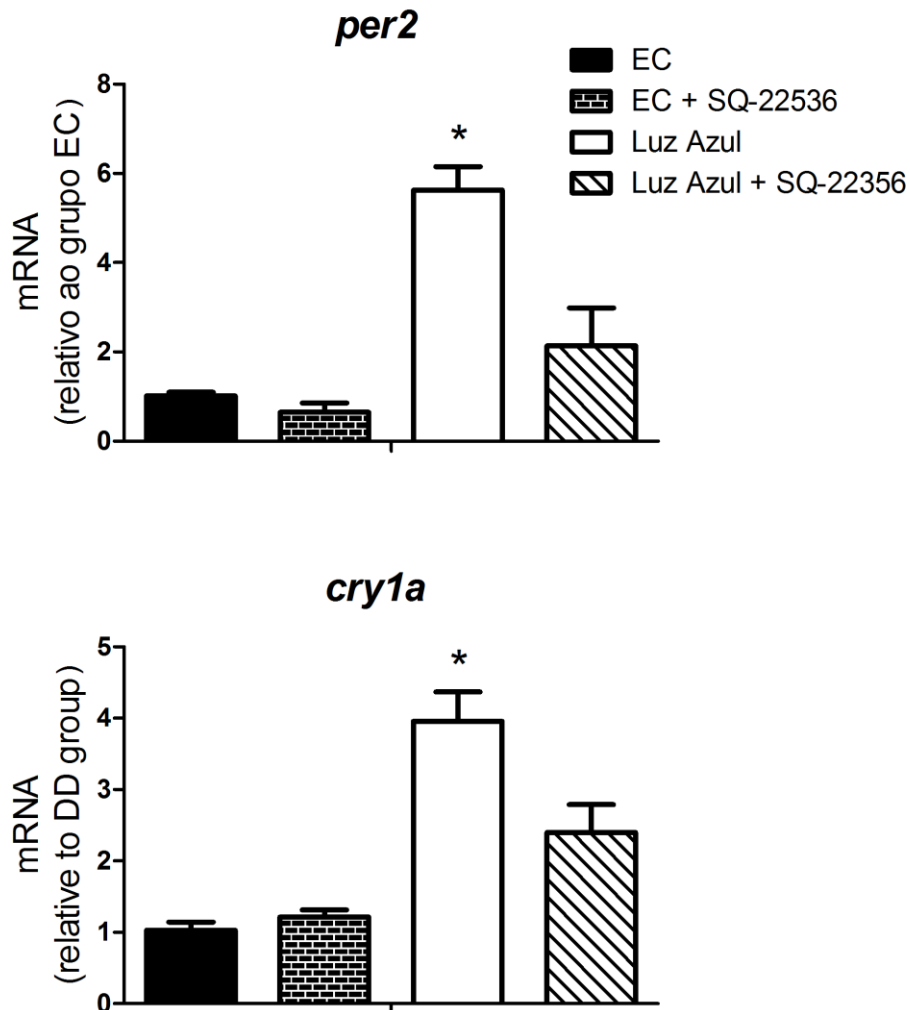 per2
EC
EC + SQ-22536
Luz Azul
Luz Azul + SQ-22356
mRNA
(relativo ao grupo EC)
8
6
4
2
0
*
cry1a
mRNA
(relative to DD group)
5
4
3
2
1
0
*